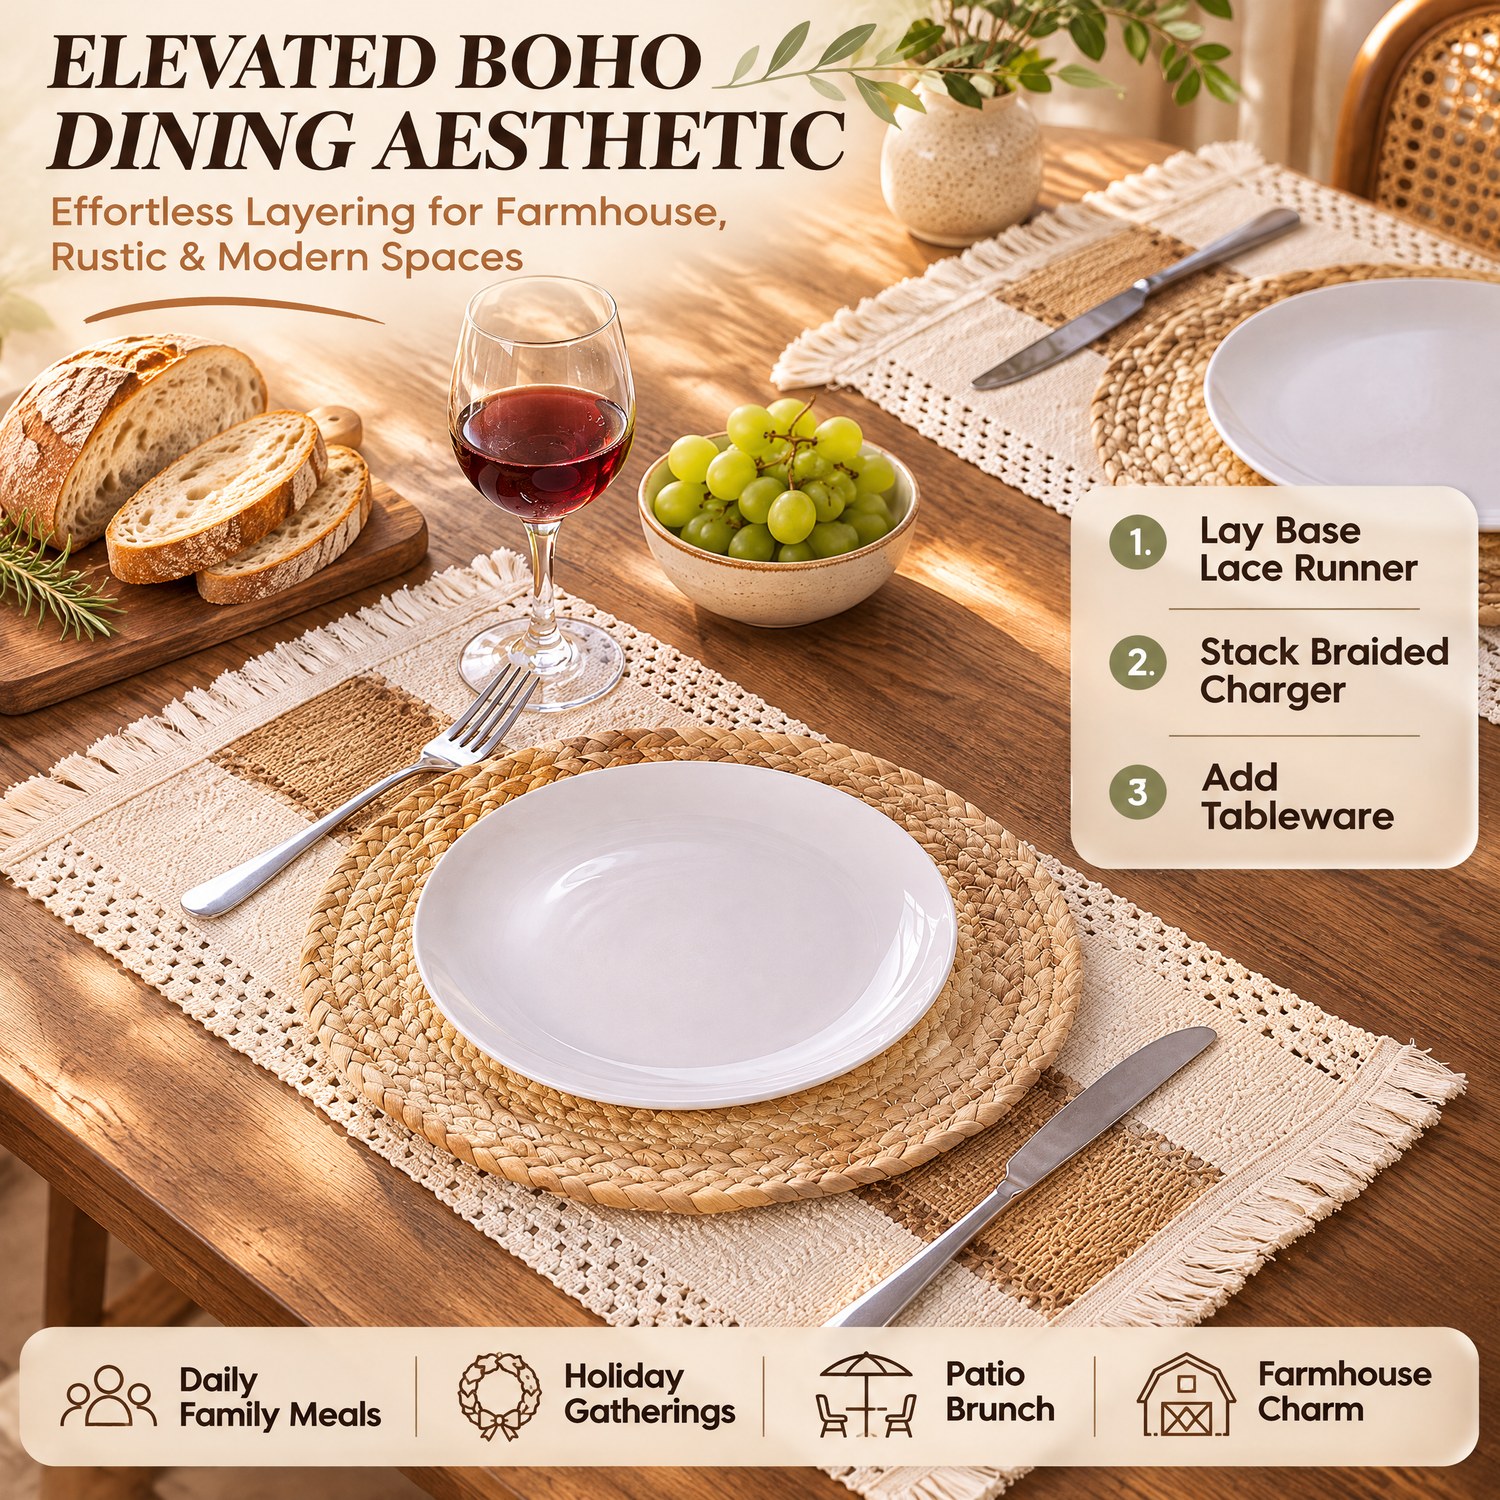 ELEVATED BOHO
DINING AESTHETIC
Effortless Layering for Farmhouse,
Rustic & Modern Spaces
1. Lay Base
Lace Runner
2. Stack Braided
Charger
3 Add
Tableware
Daily
Family Meals
Holiday
Gatherings
Patio
Brunch
Farmhouse
Charm